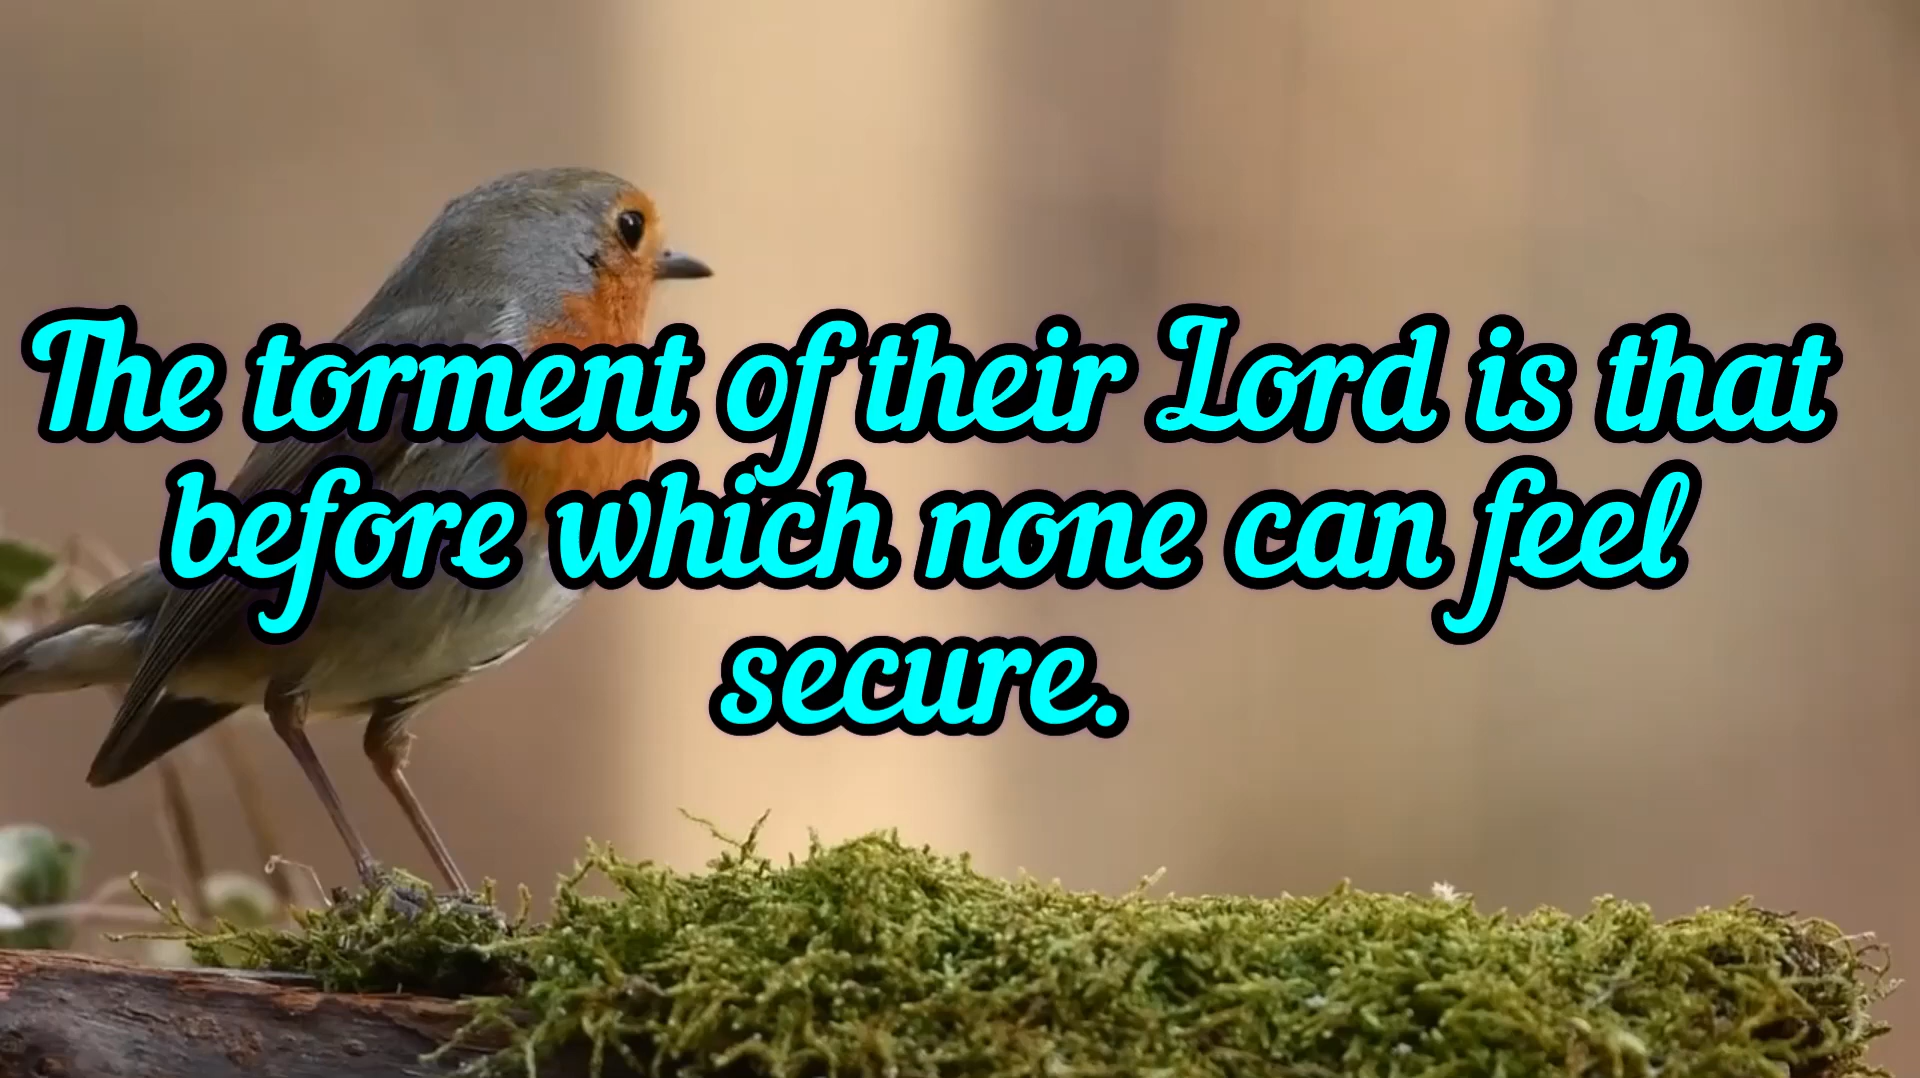 The torment of their Lord is that
before which none can feel
secure.